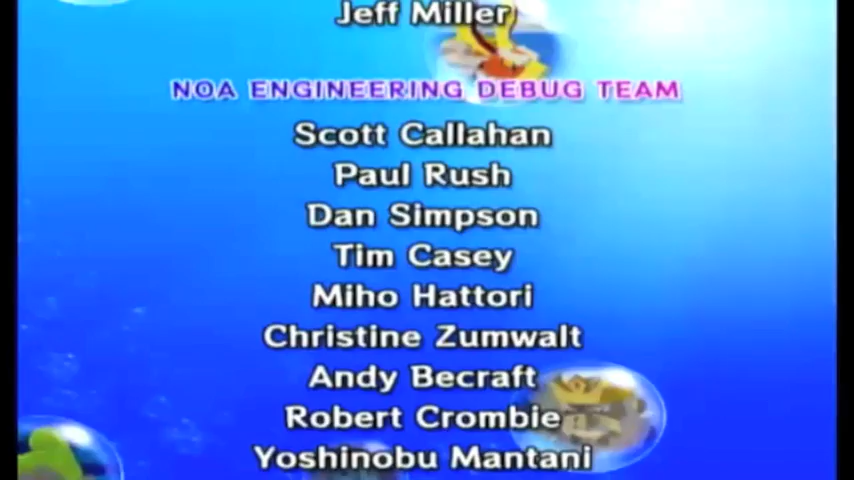 Jeff Miller
NOA ENGINEERING DEBUG TEAM
Scott Callahan
Paul Rush
Dan Simpson
Tim Casey
Miho Hattori
Christine Zumwalt
Andy Becraft
Robert Crombie
Yoshinobu Mantani